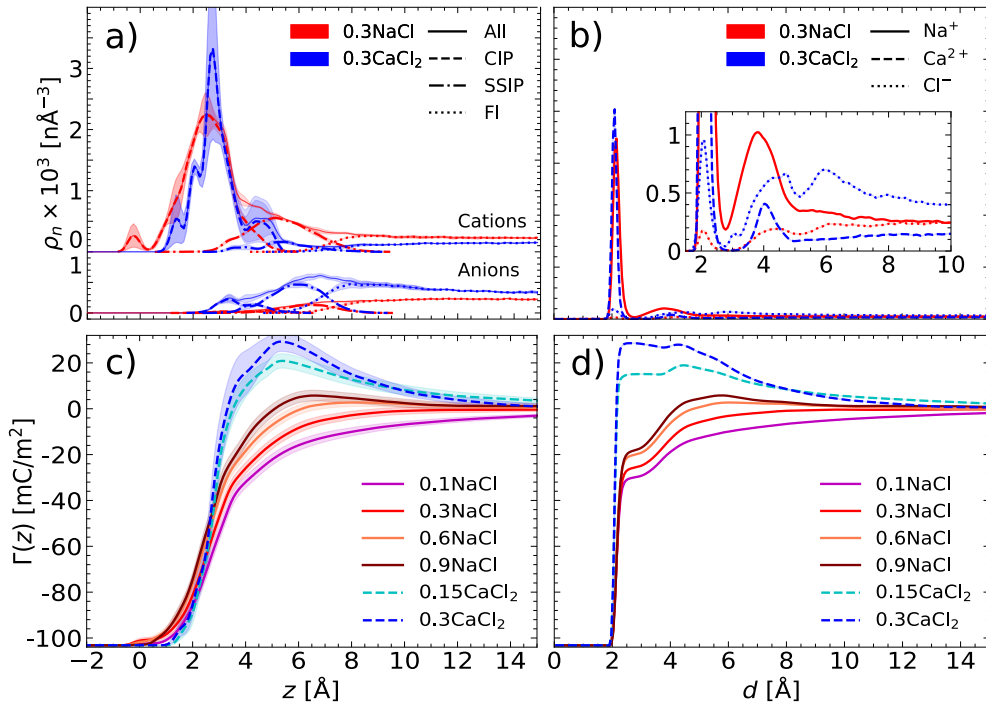 a)
0.3NaCl
0.3CaCl₂
All
CIP
SSIP
FI
4
3
2
1
0
1
0
ρₙ × 10³ [nÅ⁻³]
Cations
Anions
b)
0.3NaCl
0.3CaCl₂
Na⁺
Ca²⁺
Cl⁻
1
0.5
0
2 4 6 8 10
c)
20
0
-20
-40
-60
-80
-100
Γ(z) [mC/m²]
0.1NaCl
0.3NaCl
0.6NaCl
0.9NaCl
0.15CaCl₂
0.3CaCl₂
−2 0 2 4 6 8 10 12 14
z [Å]
d)
0.1NaCl
0.3NaCl
0.6NaCl
0.9NaCl
0.15CaCl₂
0.3CaCl₂
0 2 4 6 8 10 12 14
d [Å]